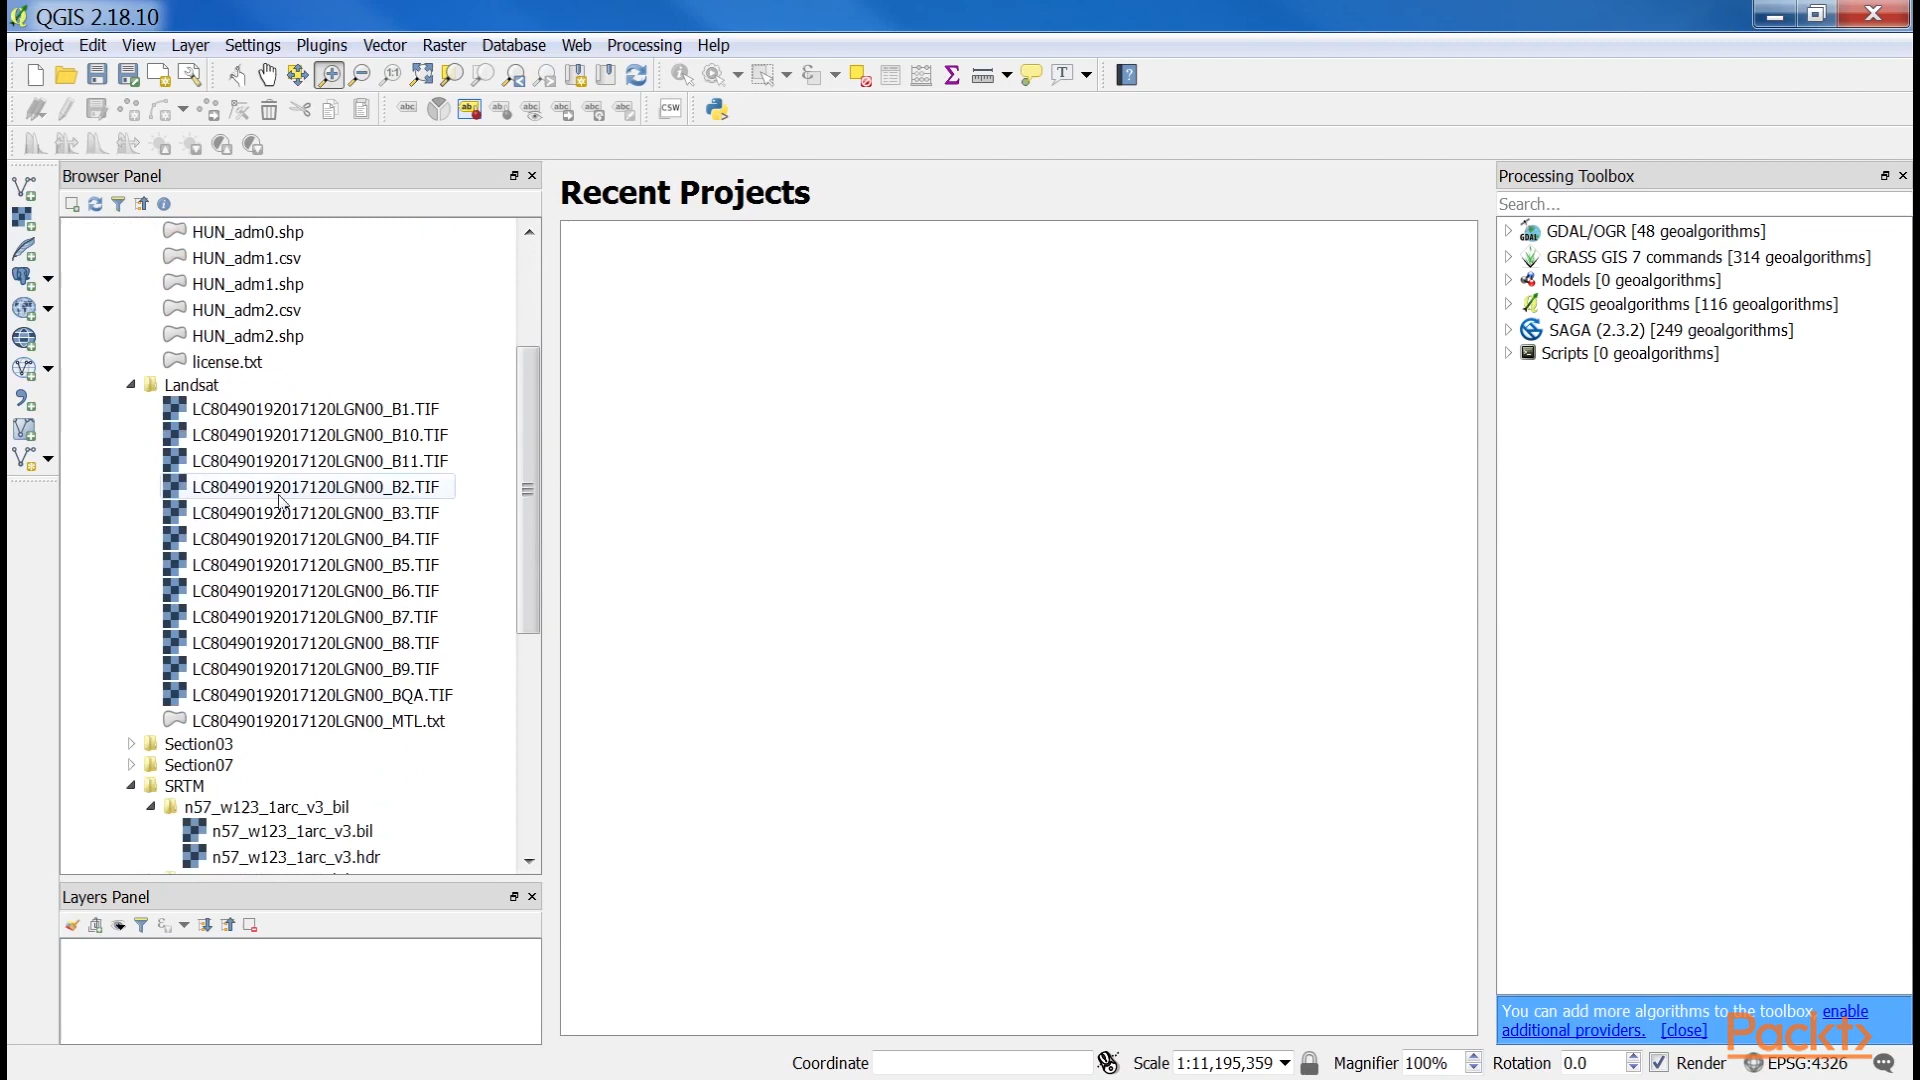 QGIS 2.18.10
Project Edit View Layer Settings Plugins Vector Raster Database Web Processing Help
CSW
Browser Panel
HUN_adm0.shp
HUN_adm1.csv
HUN_adm1.shp
HUN_adm2.csv
HUN_adm2.shp
license.txt
Landsat
LC80490192017120LGN00_B1.TIF
LC80490192017120LGN00_B10.TIF
LC80490192017120LGN00_B11.TIF
LC80490192017120LGN00_B2.TIF
LC80490192017120LGN00_B3.TIF
LC80490192017120LGN00_B4.TIF
LC80490192017120LGN00_B5.TIF
LC80490192017120LGN00_B6.TIF
LC80490192017120LGN00_B7.TIF
LC80490192017120LGN00_B8.TIF
LC80490192017120LGN00_B9.TIF
LC80490192017120LGN00_BQA.TIF
LC80490192017120LGN00_MTL.txt
Section03
Section07
SRTM
n57_w123_1arc_v3_bil
n57_w123_1arc_v3.bil
n57_w123_1arc_v3.hdr
Layers Panel
Recent Projects
Processing Toolbox
Search...
GDAL/OGR [48 geoalgorithms]
GRASS GIS 7 commands [314 geoalgorithms]
Models [0 geoalgorithms]
QGIS geoalgorithms [116 geoalgorithms]
SAGA (2.3.2) [249 geoalgorithms]
Scripts [0 geoalgorithms]
You can add more algorithms to the toolbox, enable
additional providers. [close]
Packt>
Coordinate Scale 1:11,195,359 Magnifier 100% Rotation 0.0 Render EPSG:4326